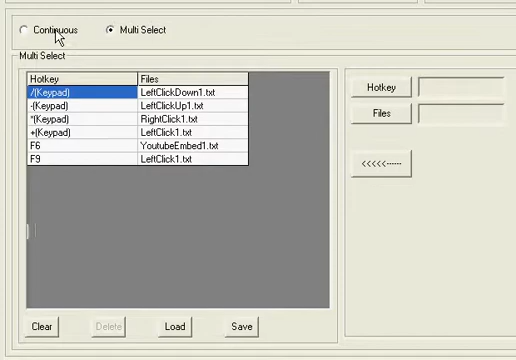 Continuous Multi Select
Multi Select
Hotkey Files
/(Keypad) LeftClickDown1.txt
-(Keypad) LeftClickUp1.txt
*(Keypad) RightClick1.txt
+(Keypad) LeftClick1.txt
F6 YoutubeEmbed1.txt
F9 LeftClick1.txt
Hotkey
Files
<<<<<------
Clear Delete Load Save